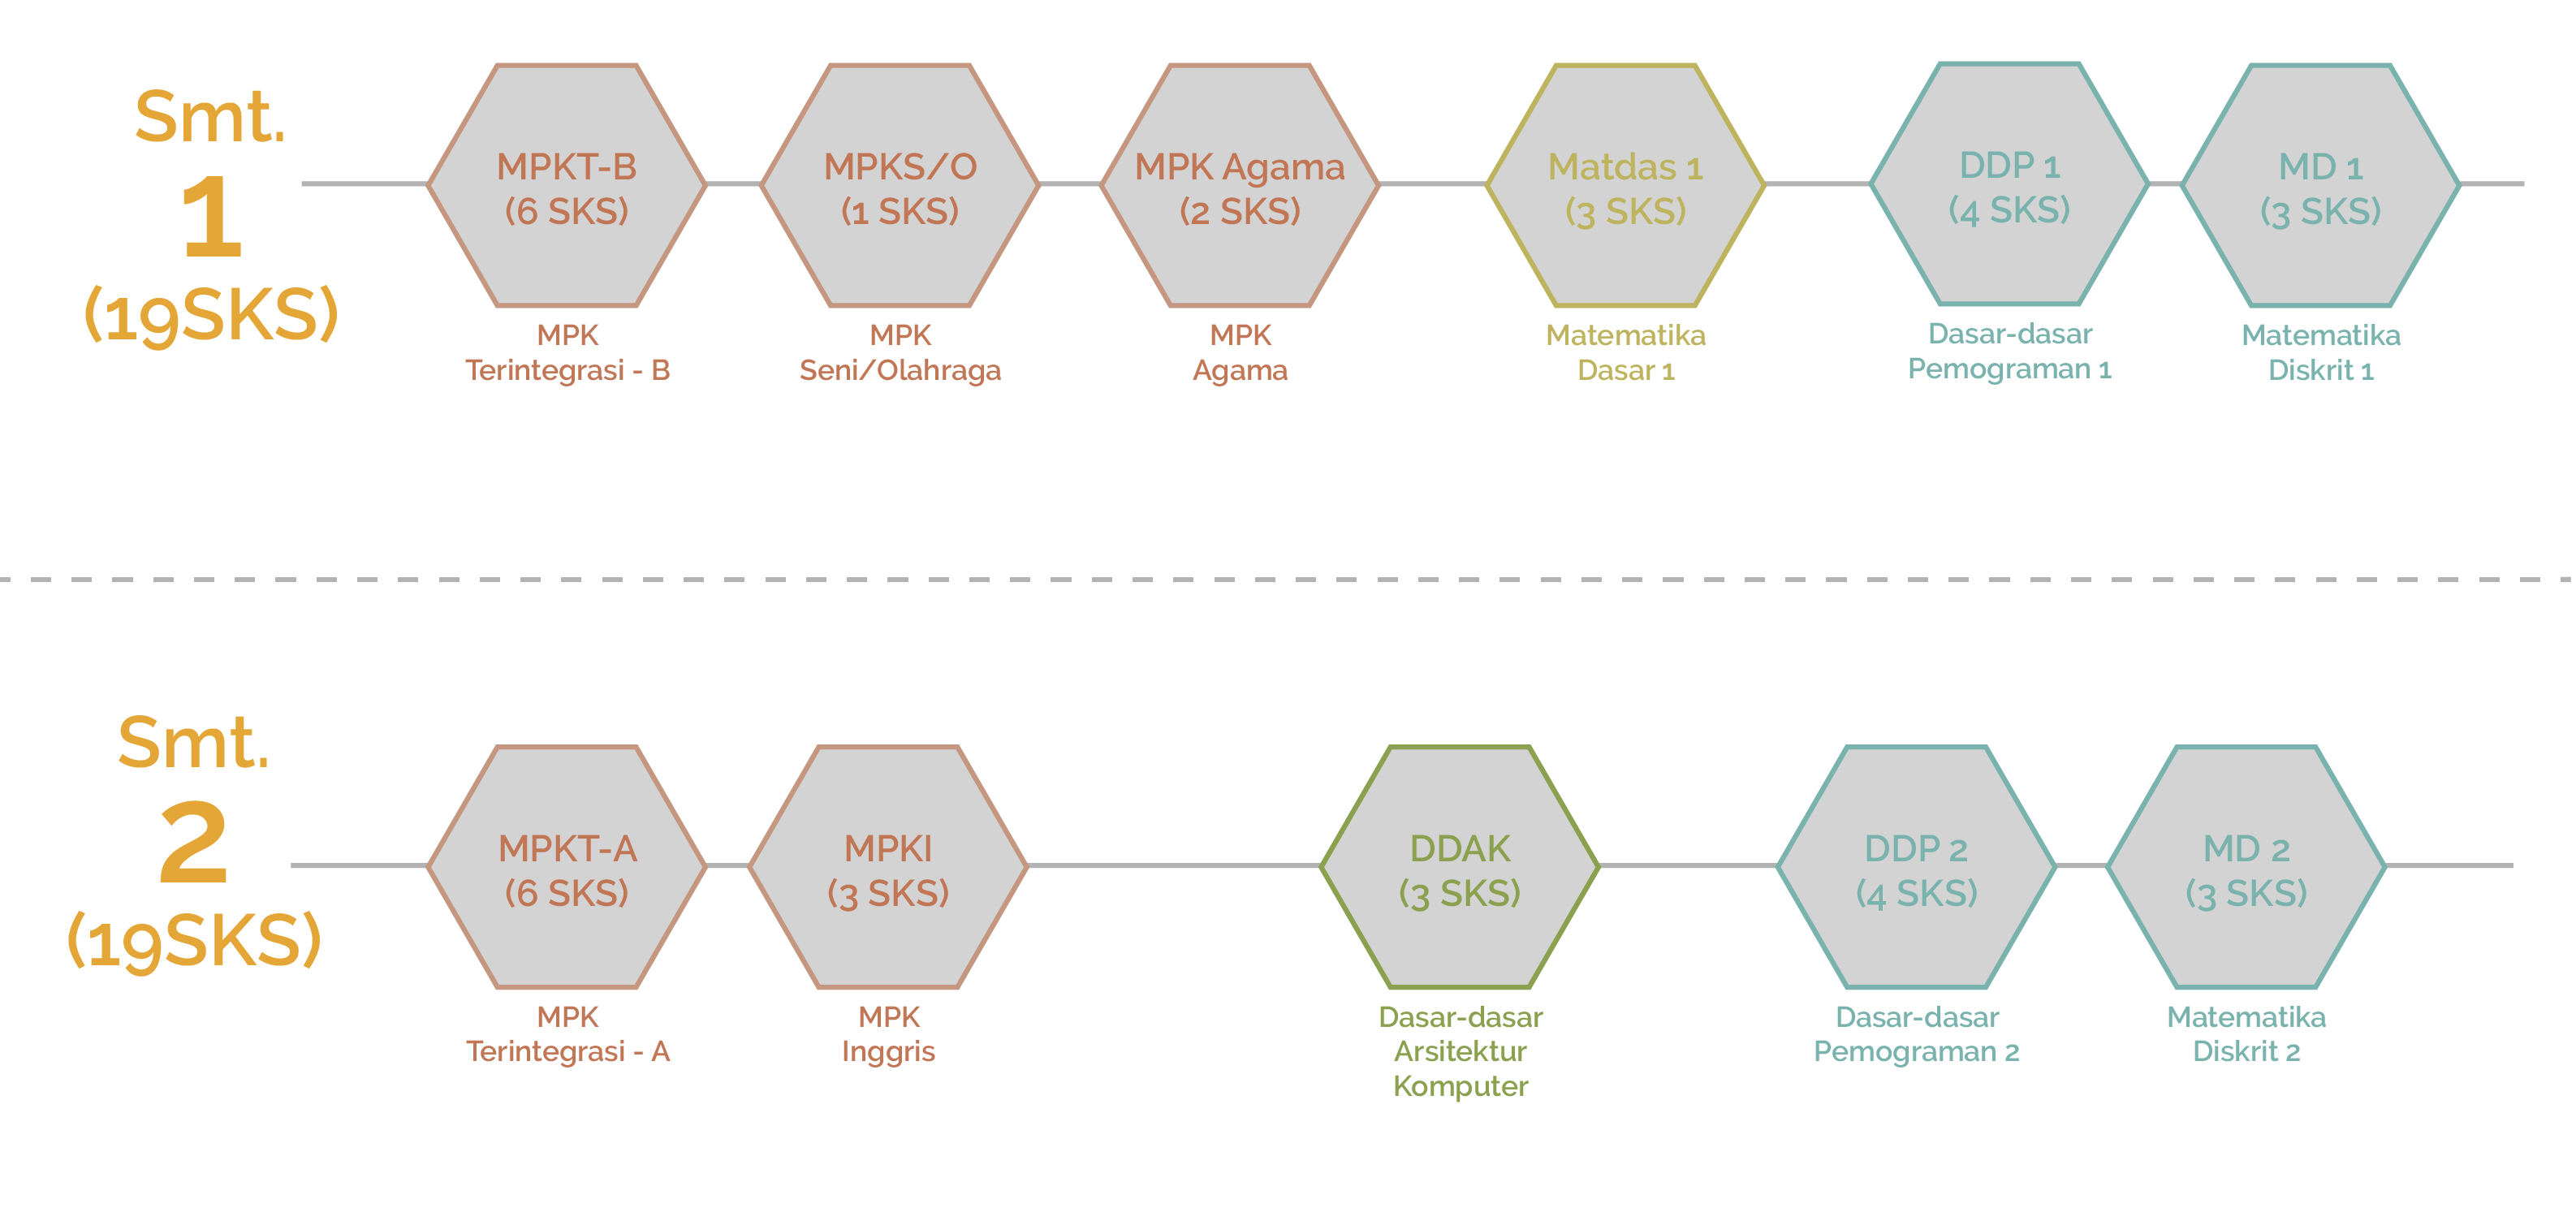 Smt.
1
(19SKS)
MPKT-B
(6 SKS)
MPK
Terintegrasi - B
MPKS/O
(1 SKS)
MPK
Seni/Olahraga
MPK Agama
(2 SKS)
MPK
Agama
Matdas 1
(3 SKS)
Matematika
Dasar 1
DDP 1
(4 SKS)
Dasar-dasar
Pemograman 1
MD 1
(3 SKS)
Matematika
Diskrit 1
Smt.
2
(19SKS)
MPKT-A
(6 SKS)
MPK
Terintegrasi - A
MPKI
(3 SKS)
MPK
Inggris
DDAK
(3 SKS)
Dasar-dasar
Arsitektur
Komputer
DDP 2
(4 SKS)
Dasar-dasar
Pemograman 2
MD 2
(3 SKS)
Matematika
Diskrit 2